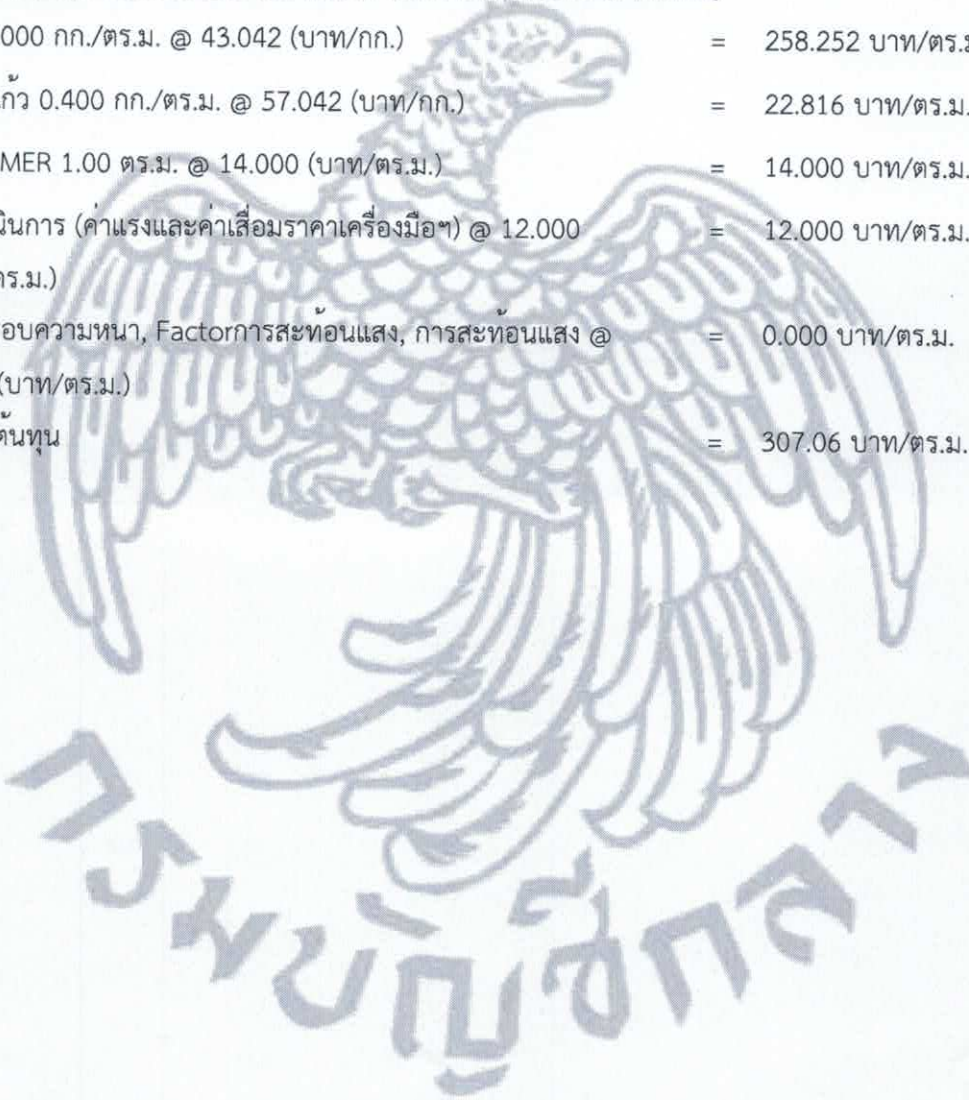 000 กก./ตร.ม. @ 43.042 (บาท/กก.) = 258.252 บาท/ตร.ม
ก้ว 0.400 กก./ตร.ม. @ 57.042 (บาท/กก.) = 22.816 บาท/ตร.ม.
MER 1.00 ตร.ม. @ 14.000 (บาท/ตร.ม.) = 14.000 บาท/ตร.ม.
นินการ (ค่าแรงและค่าเสื่อมราคาเครื่องมือฯ) @ 12.000 = 12.000 บาท/ตร.ม.
ตร.ม.)
อบความหนา, Factorการสะท้อนแสง, การสะท้อนแสง @ = 0.000 บาท/ตร.ม.
(บาท/ตร.ม.)
ต้นทุน = 307.06 บาท/ตร.ม.
กรมบัญชีกลาง